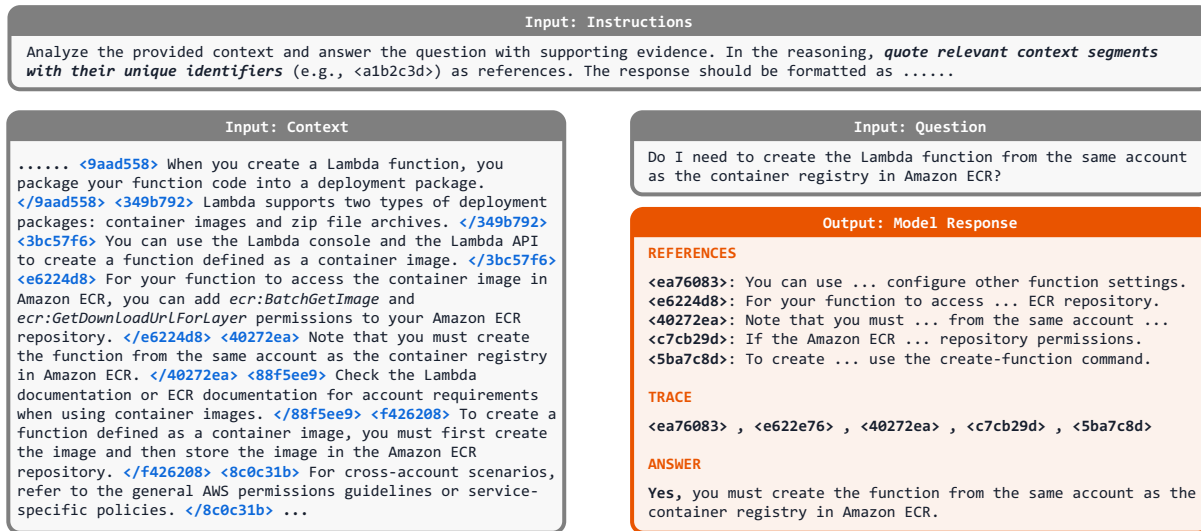 Input: Instructions
Analyze the provided context and answer the question with supporting evidence. In the reasoning, quote relevant context segments
with their unique identifiers (e.g., <a1b2c3d>) as references. The response should be formatted as ......
Input: Context
...... <9aad558> When you create a Lambda function, you
package your function code into a deployment package.
</9aad558> <349b792> Lambda supports two types of deployment
packages: container images and zip file archives. </349b792>
<3bc57f6> You can use the Lambda console and the Lambda API
to create a function defined as a container image. </3bc57f6>
<e6224d8> For your function to access the container image in
Amazon ECR, you can add ecr:BatchGetImage and
ecr:GetDownloadUrlForLayer permissions to your Amazon ECR
repository. </e6224d8> <40272ea> Note that you must create
the function from the same account as the container registry
in Amazon ECR. </40272ea> <88f5ee9> Check the Lambda
documentation or ECR documentation for account requirements
when using container images. </88f5ee9> <f426208> To create a
function defined as a container image, you must first create
the image and then store the image in the Amazon ECR
repository. </f426208> <8c0c31b> For cross-account scenarios,
refer to the general AWS permissions guidelines or service-
specific policies. </8c0c31b> ...
Input: Question
Do I need to create the Lambda function from the same account
as the container registry in Amazon ECR?
Output: Model Response
REFERENCES
<ea76083>: You can use ... configure other function settings.
<e6224d8>: For your function to access ... ECR repository.
<40272ea>: Note that you must ... from the same account ...
<c7cb29d>: If the Amazon ECR ... repository permissions.
<5ba7c8d>: To create ... use the create-function command.
TRACE
<ea76083> , <e622e76> , <40272ea> , <c7cb29d> , <5ba7c8d>
ANSWER
Yes, you must create the function from the same account as the
container registry in Amazon ECR.